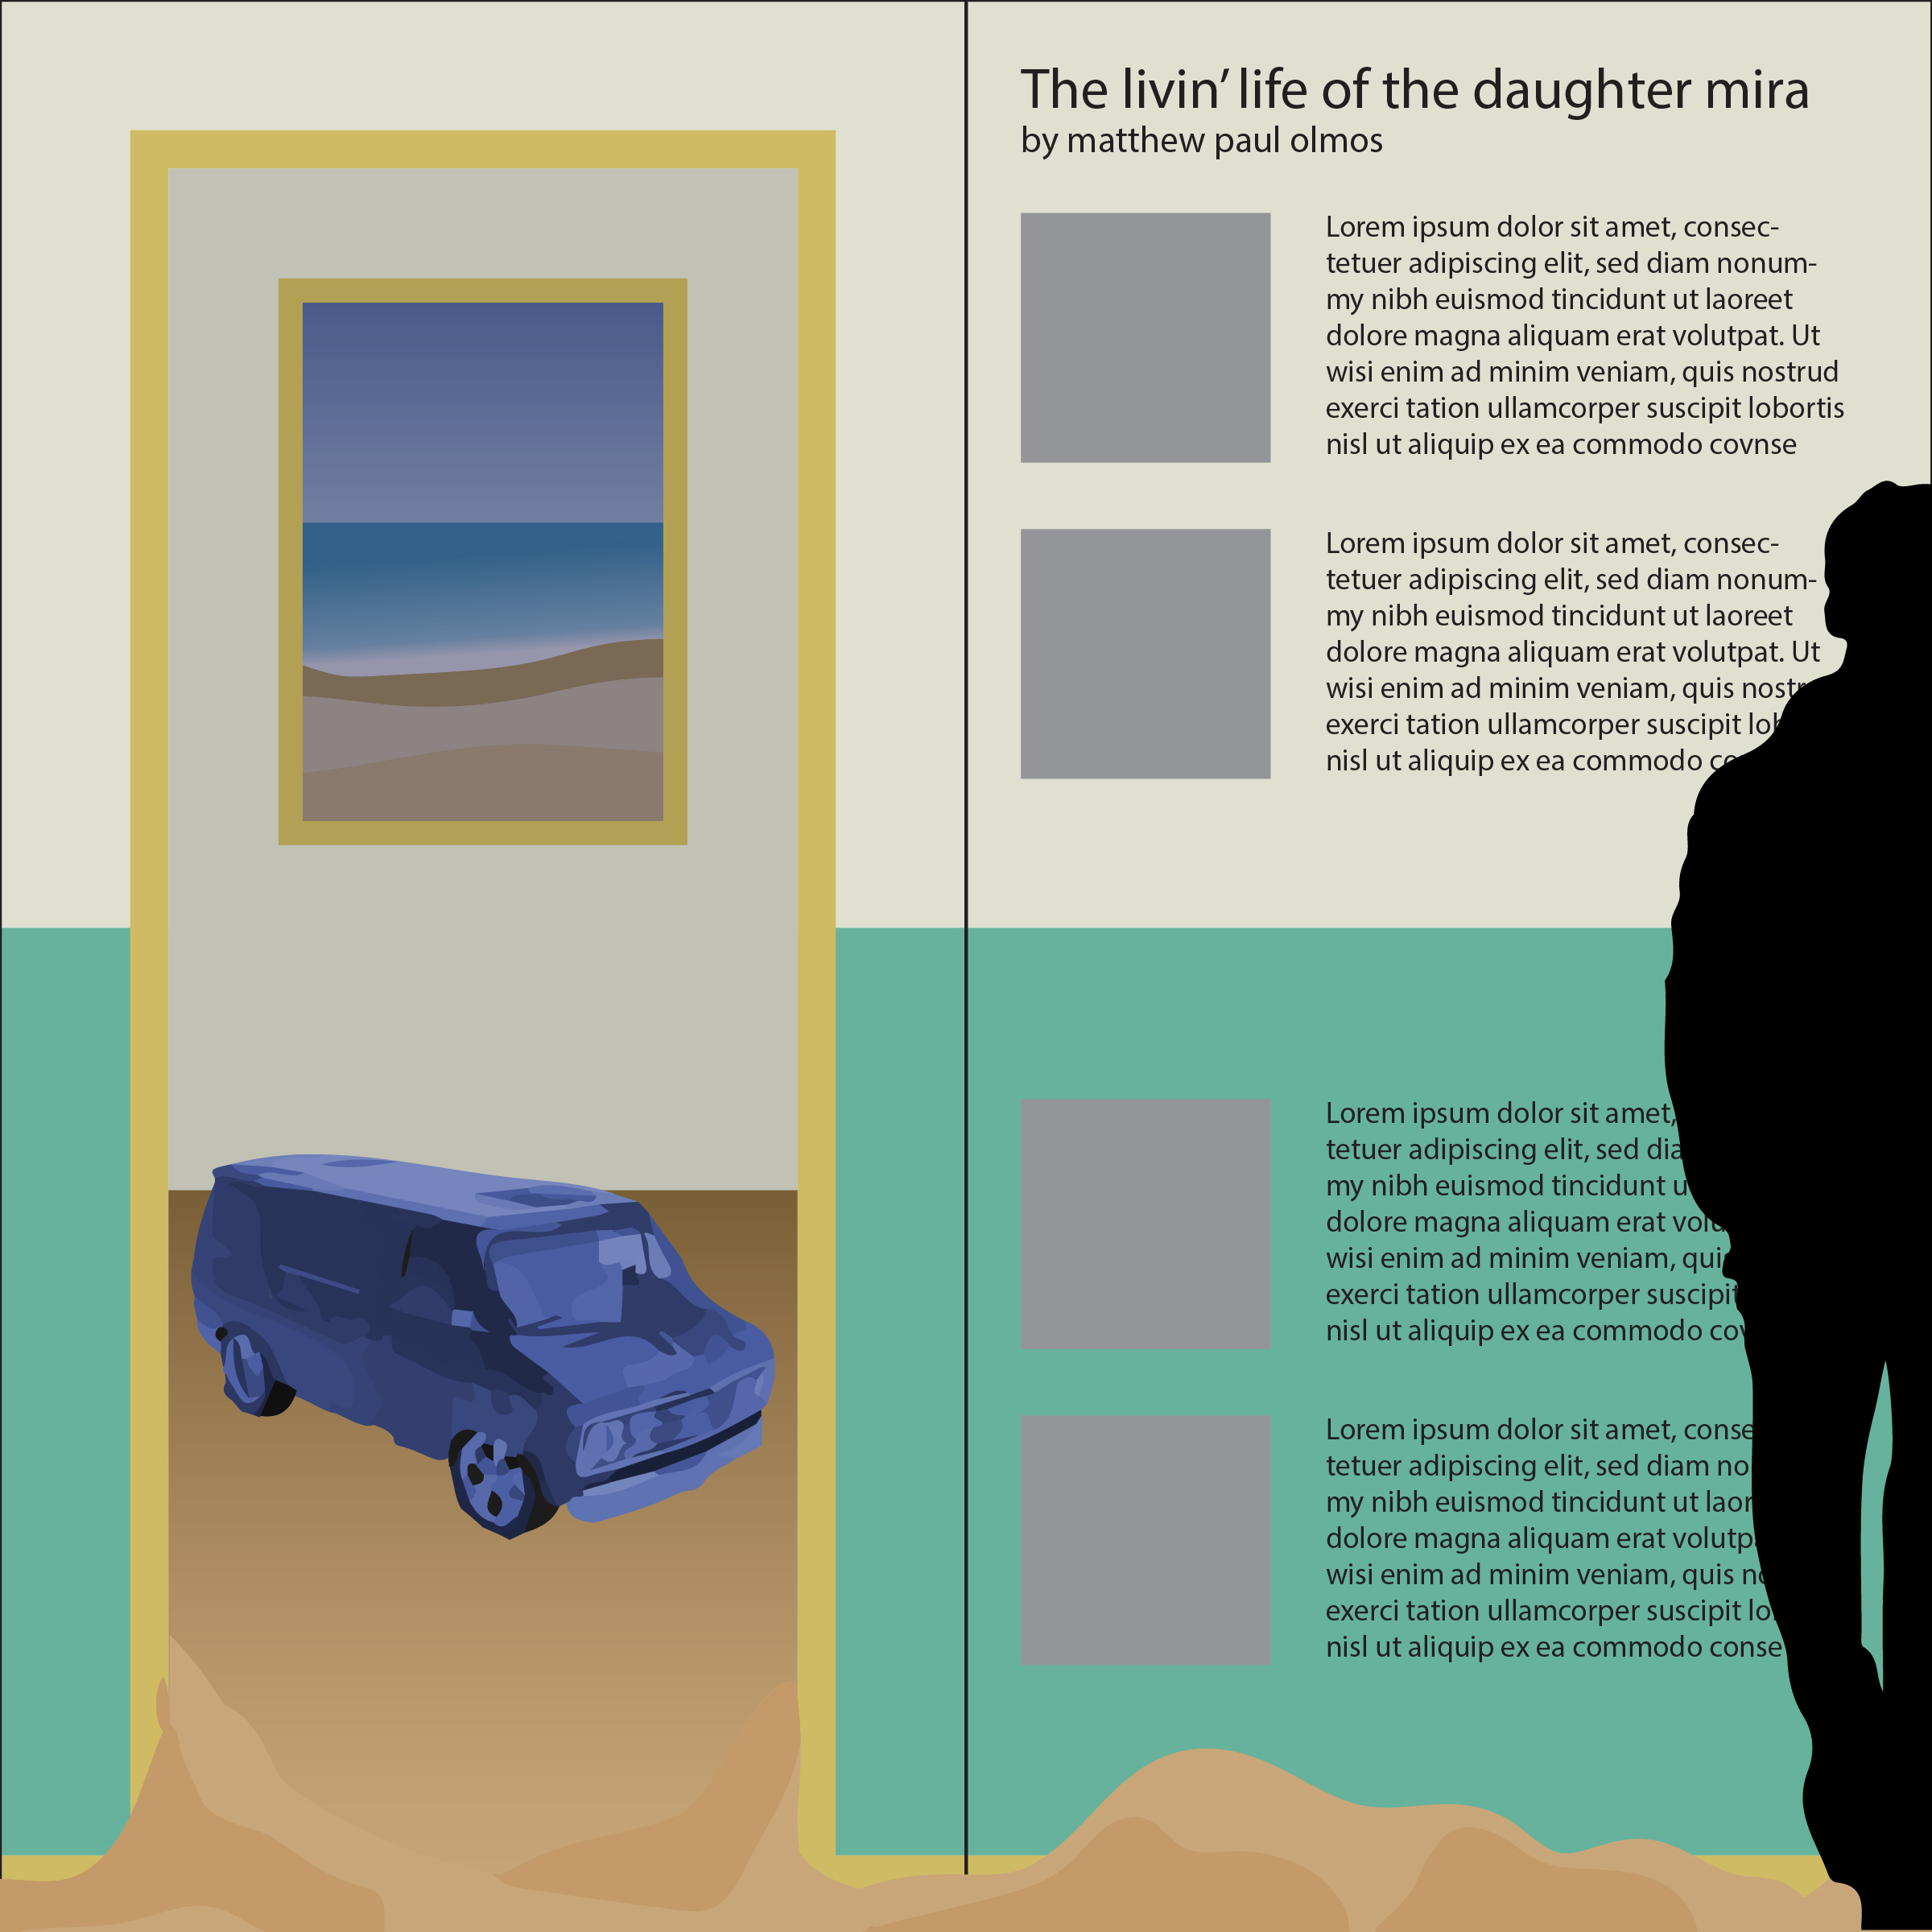 The livin’ life of the daughter mira
by matthew paul olmos
Lorem ipsum dolor sit amet, consec-
tetuer adipiscing elit, sed diam nonum-
my nibh euismod tincidunt ut laoreet
dolore magna aliquam erat volutpat. Ut
wisi enim ad minim veniam, quis nostrud
exerci tation ullamcorper suscipit lobortis
nisl ut aliquip ex ea commodo covnse
Lorem ipsum dolor sit amet, consec-
tetuer adipiscing elit, sed diam nonum-
my nibh euismod tincidunt ut laoreet
dolore magna aliquam erat volutpat. Ut
wisi enim ad minim veniam, quis
exerci tation ullamcorper suscipit
nisl ut aliquip ex ea commodo
Lorem ipsum dolor sit amet,
tetuer adipiscing elit, sed
my nibh euismod tincidunt
dolore magna aliquam erat
wisi enim ad minim veniam,
exerci tation ullamcorper suscipit
nisl ut aliquip ex ea commodo
Lorem ipsum dolor sit amet,
tetuer adipiscing elit, sed diam
my nibh euismod tincidunt ut
dolore magna aliquam erat
wisi enim ad minim veniam, quis
exerci tation ullamcorper suscipit
nisl ut aliquip ex ea commodo conse